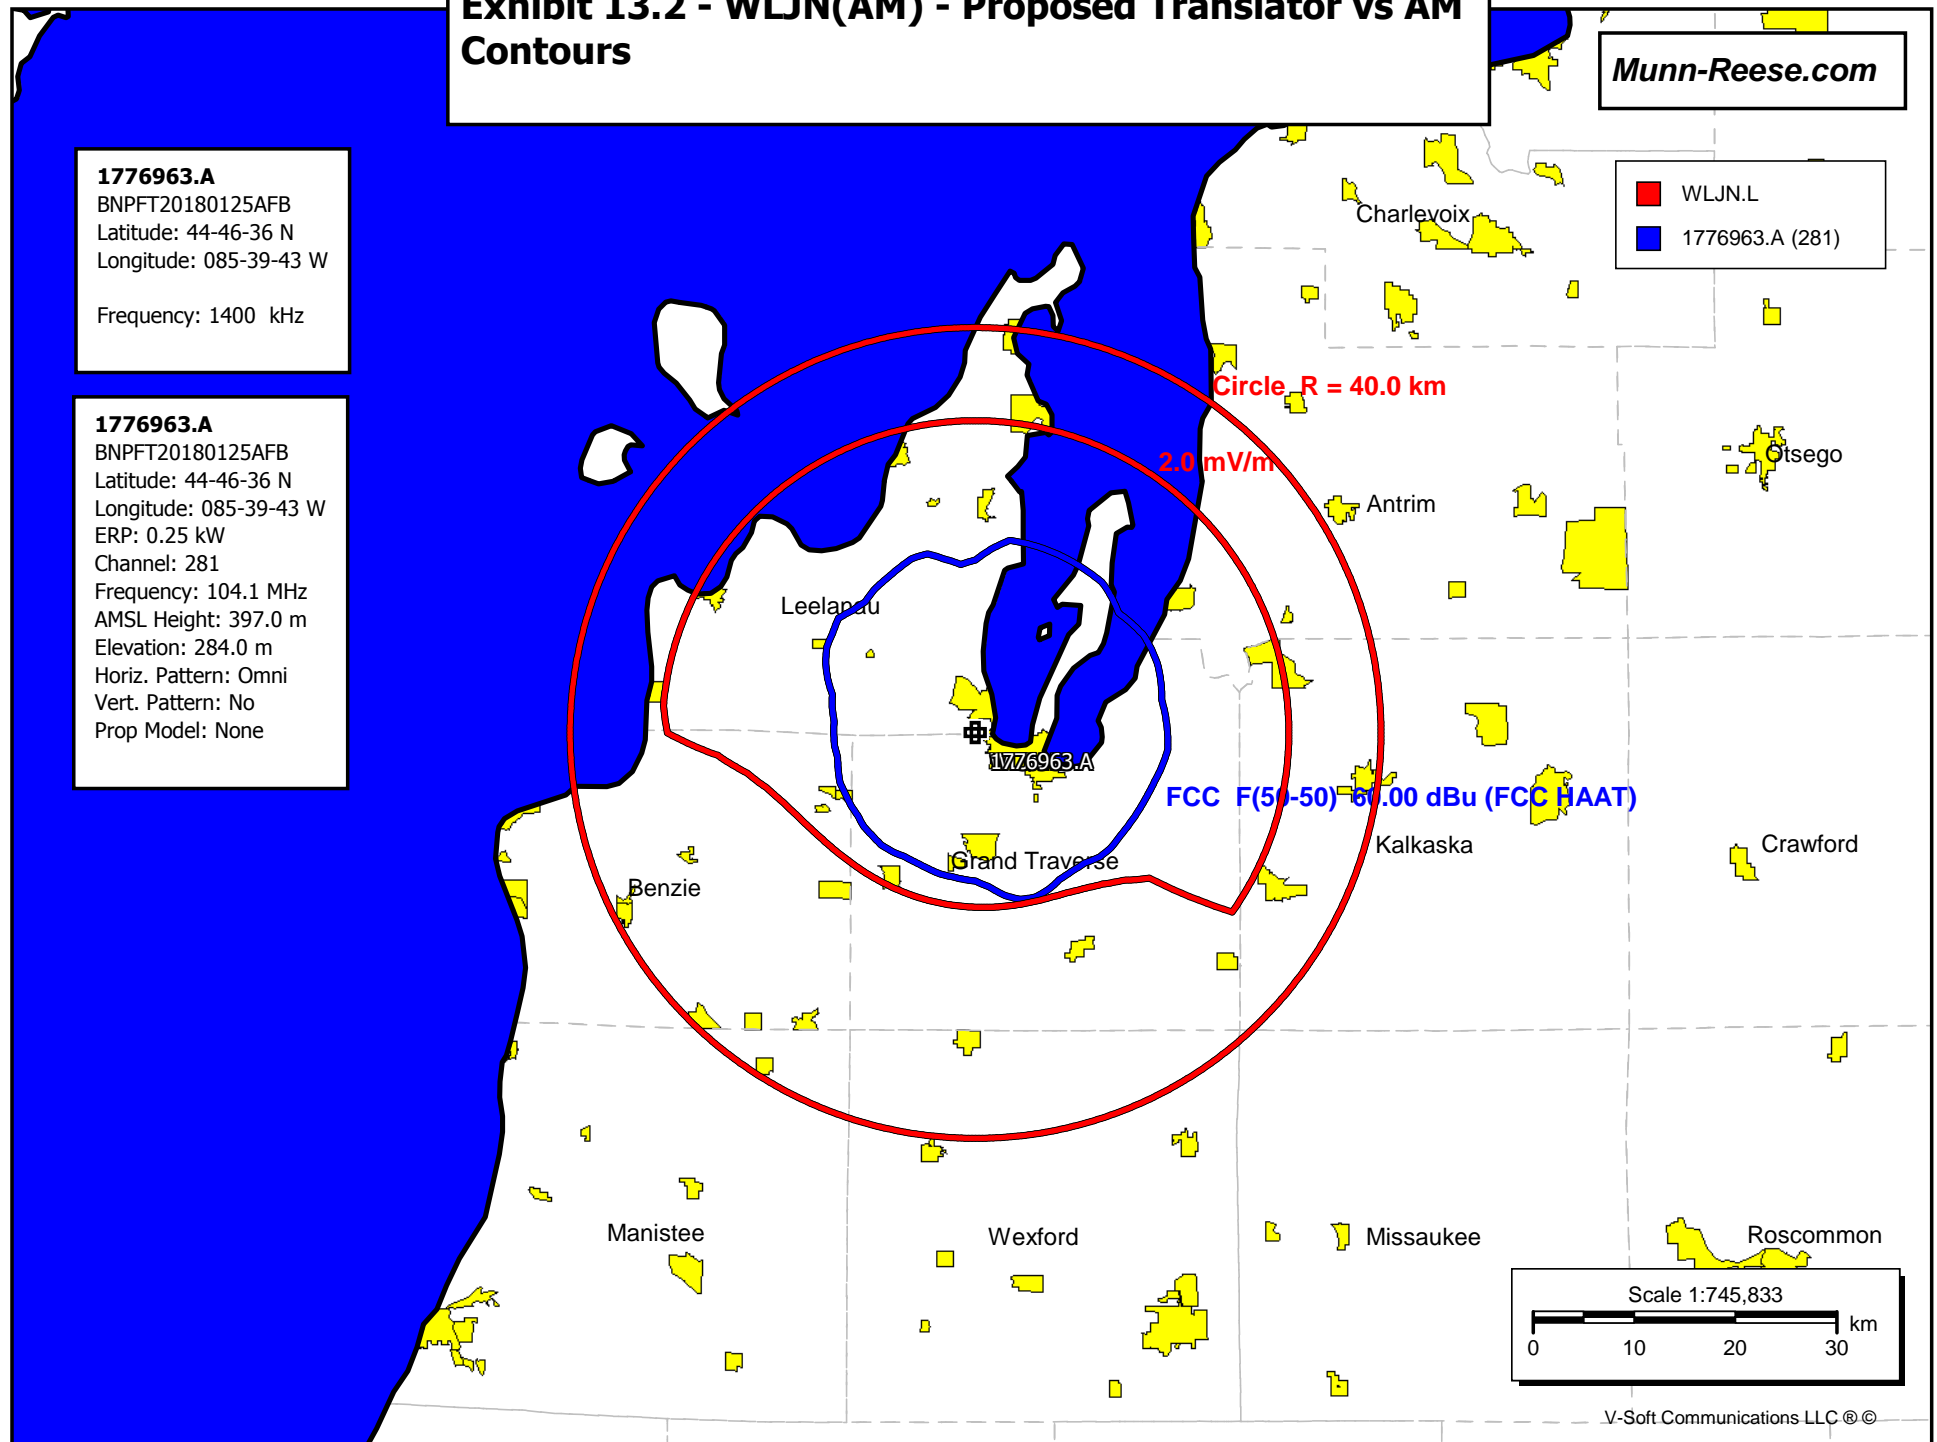 Exhibit 13.2 - WLJN(AM) - Proposed Translator vs AM
Contours
Munn-Reese.com
1776963.A
BNPFT20180125AFB
Latitude: 44-46-36 N
Longitude: 085-39-43 W
Frequency: 1400 kHz
WLJN.L
1776963.A (281)
1776963.A
BNPFT20180125AFB
Latitude: 44-46-36 N
Longitude: 085-39-43 W
ERP: 0.25 kW
Channel: 281
Frequency: 104.1 MHz
AMSL Height: 397.0 m
Elevation: 284.0 m
Horiz. Pattern: Omni
Vert. Pattern: No
Prop Model: None
Charlevoix
Circle R = 40.0 km
2.0 mV/m
Otsego
Antrim
Leelanau
1776963.A
FCC F(50-50) 60.00 dBu (FCC HAAT)
Kalkaska
Crawford
Grand Traverse
Benzie
Manistee
Wexford
Missaukee
Roscommon
Scale 1:745,833
km
0 10 20 30
V-Soft Communications LLC ® ©